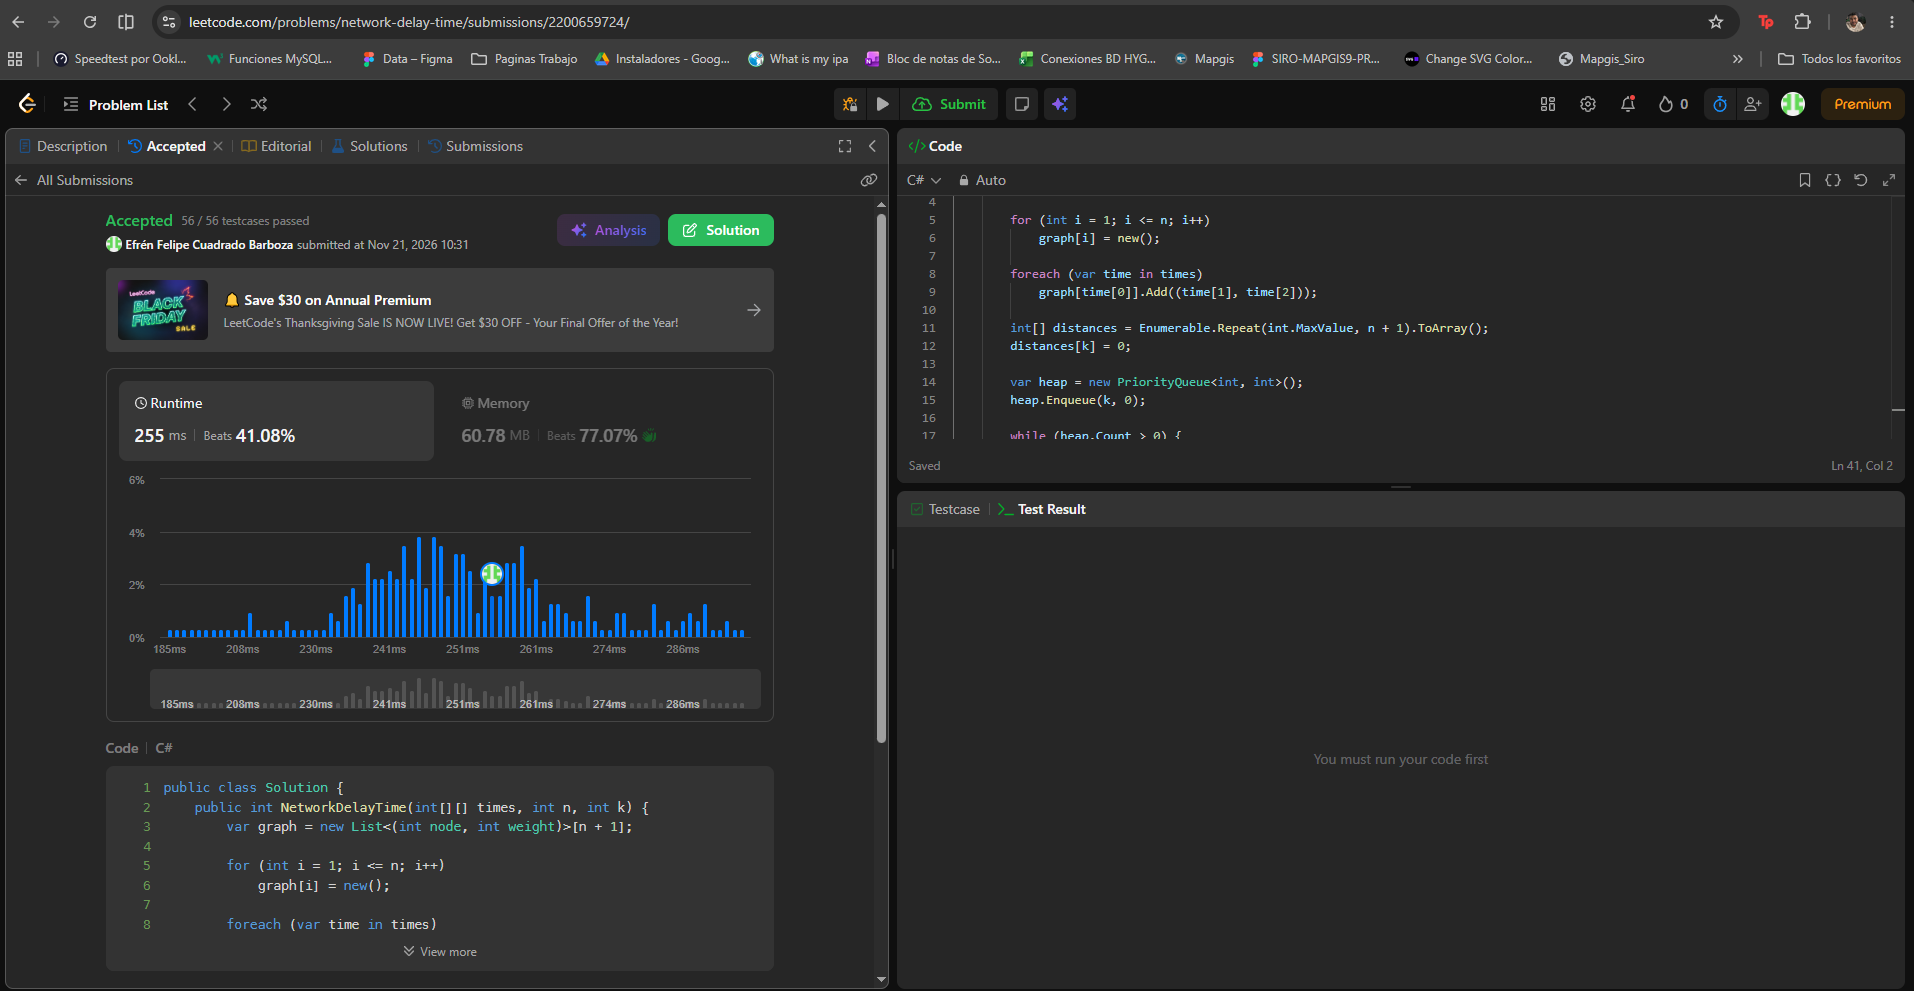 leetcode.com/problems/network-delay-time/submissions/2200659724/
Speedtest por Ookl...
Funciones MySQL...
Data – Figma
Paginas Trabajo
Instaladores - Goog...
What is my ipa
Bloc de notas de So...
Conexiones BD HYG...
Mapgis
SIRO-MAPGIS9-PR...
Change SVG Color...
Mapgis_Siro
»
Todos los favoritos
Problem List
Submit
0
Premium
Description
Accepted
Editorial
Solutions
Submissions
All Submissions
Accepted 56 / 56 testcases passed
Efrén Felipe Cuadrado Barboza submitted at Nov 21, 2026 10:31
Analysis
Solution
LeetCode
BLACK
FRIDAY
SALE
Save $30 on Annual Premium
LeetCode's Thanksgiving Sale IS NOW LIVE! Get $30 OFF - Your Final Offer of the Year!
Runtime
255 ms Beats 41.08%
Memory
60.78 MB Beats 77.07%
6%
4%
2%
0%
185ms 208ms 230ms 241ms 251ms 261ms 274ms 286ms
185ms 208ms 230ms 241ms 251ms 261ms 274ms 286ms
Code C#
1 public class Solution {
2 public int NetworkDelayTime(int[][] times, int n, int k) {
3 var graph = new List<(int node, int weight)>[n + 1];
4
5 for (int i = 1; i <= n; i++)
6 graph[i] = new();
7
8 foreach (var time in times)
View more
</> Code
C# Auto
4
5 for (int i = 1; i <= n; i++)
6 graph[i] = new();
7
8 foreach (var time in times)
9 graph[time[0]].Add((time[1], time[2]));
10
11 int[] distances = Enumerable.Repeat(int.MaxValue, n + 1).ToArray();
12 distances[k] = 0;
13
14 var heap = new PriorityQueue<int, int>();
15 heap.Enqueue(k, 0);
16
17 while (heap.Count > 0) {
Saved
Ln 41, Col 2
Testcase
Test Result
You must run your code first